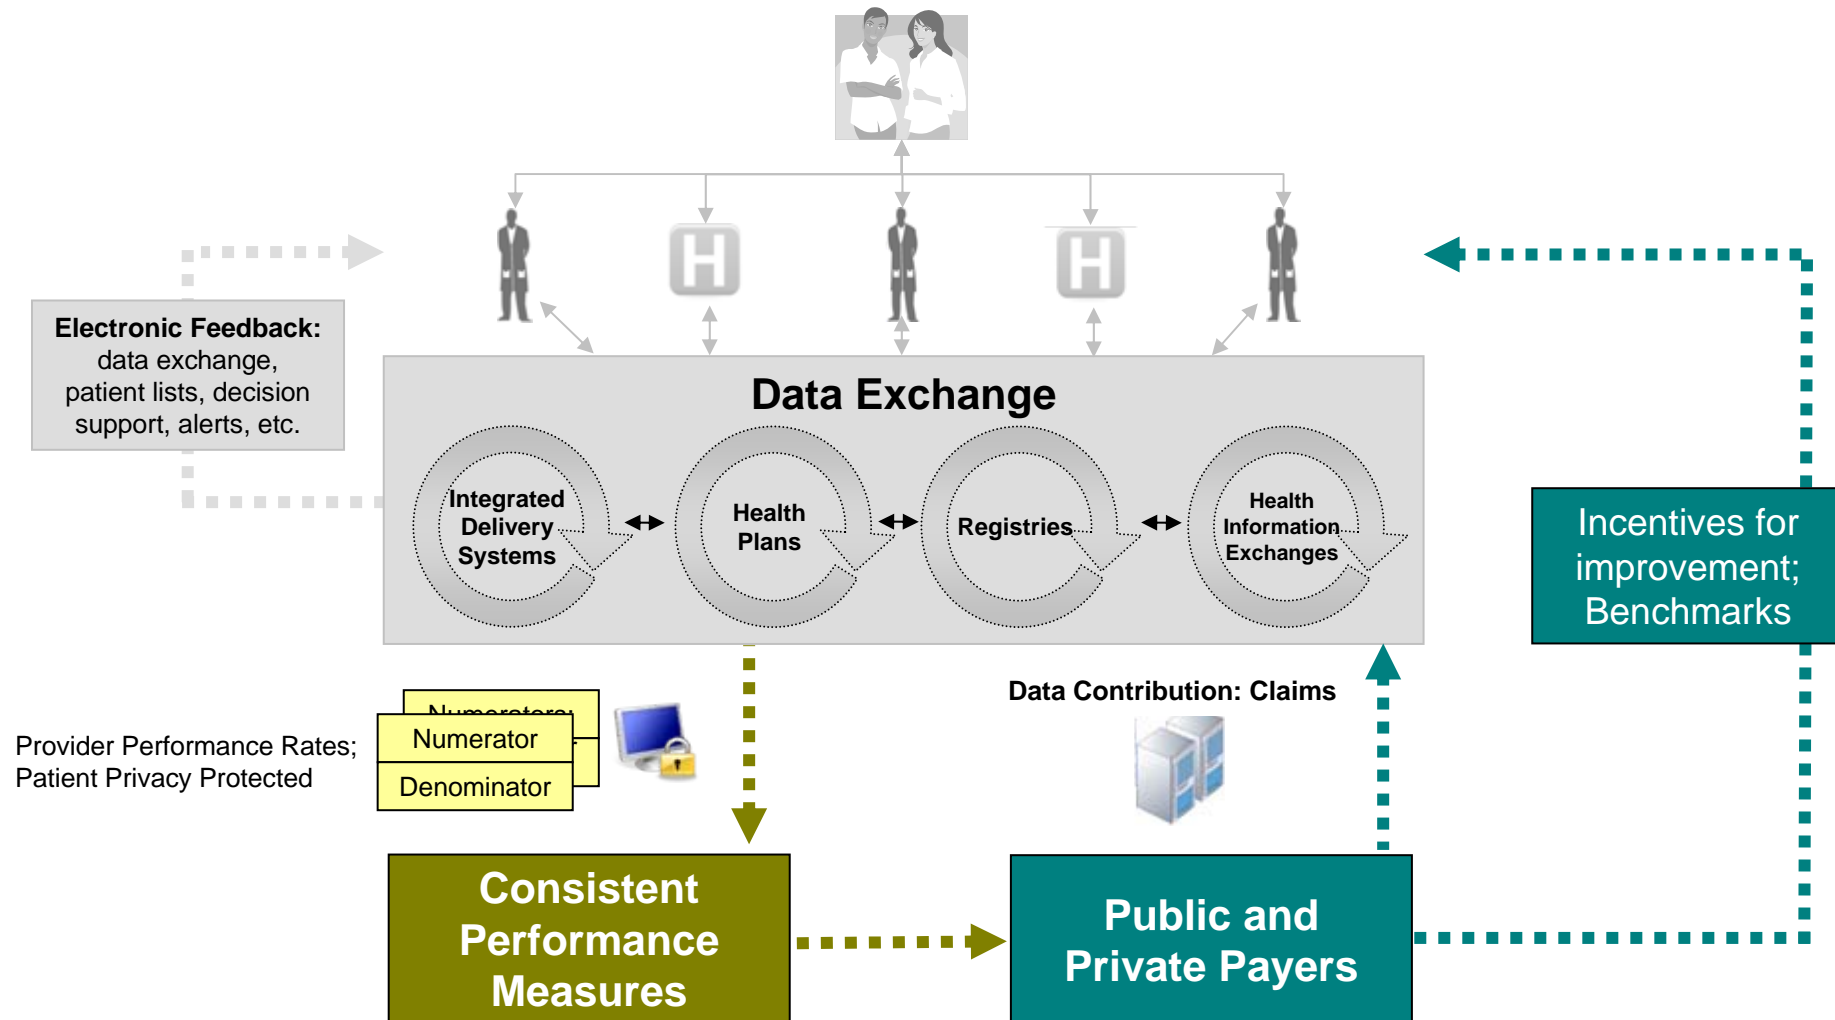 H
H
Electronic Feedback:
data exchange,
patient lists, decision
support, alerts, etc.
Data Exchange
Integrated
Delivery
Systems
Health
Plans
Registries
Health
Information
Exchanges
Incentives for
improvement;
Benchmarks
Data Contribution: Claims
Provider Performance Rates;
Patient Privacy Protected
Numerator
Denominator
Consistent
Performance
Measures
Public and
Private Payers